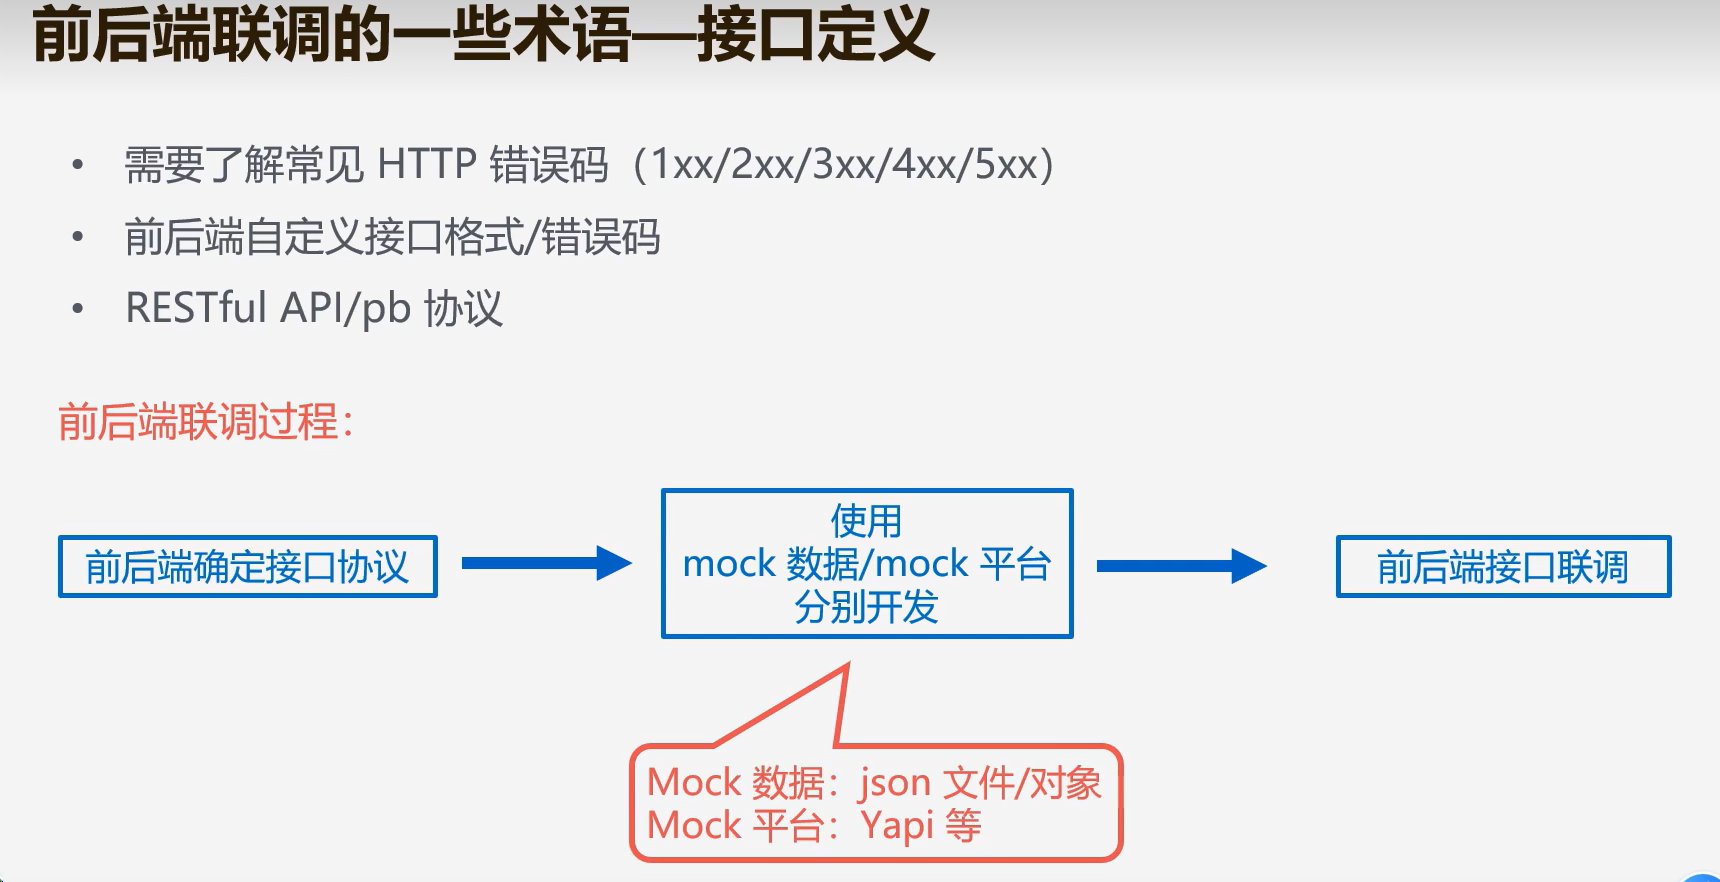 前后端联调的一些术语—接口定义
• 需要了解常见 HTTP 错误码（1xx/2xx/3xx/4xx/5xx）
• 前后端自定义接口格式/错误码
• RESTful API/pb 协议
前后端联调过程：
前后端确定接口协议
使用
mock 数据/mock 平台
分别开发
前后端接口联调
Mock 数据：json 文件/对象
Mock 平台：Yapi 等